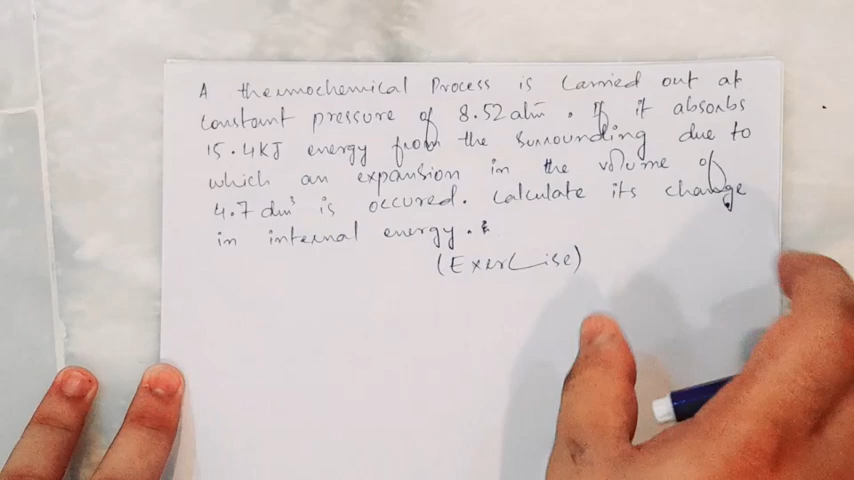 A thermochemical Process is Carried out at
constant pressure of 8.52 atm. If it absorbs
15.4KJ energy from the surrounding due to
which an expansion in the volume of
4.7 dm³ is occured. Calculate its change
in internal energy.
(Exercise)